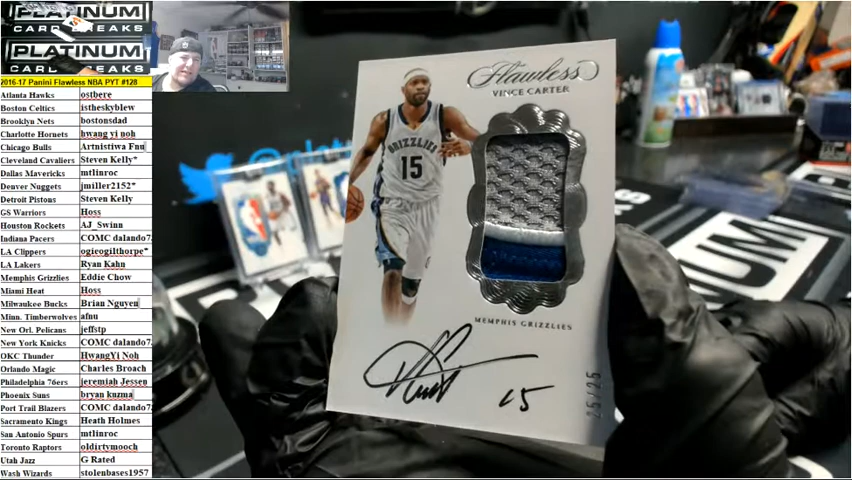 PLATINUM
CARD BREAKS
PLATINUM
CARD BREAKS
2016-17 Panini Flawless NBA PYT #128
Atlanta Hawks ostbere
Boston Celtics istheskyblew
Brooklyn Nets bostonsdad
Charlotte Hornets hwang yi noh
Chicago Bulls Artnistiwa Fnu
Cleveland Cavaliers Steven Kelly*
Dallas Mavericks mtlinroc
Denver Nuggets jmiller2152*
Detroit Pistons Steven Kelly
GS Warriors Hoss
Houston Rockets AJ_Swinn
Indiana Pacers COMC dalando7
LA Clippers ogieogilthorpe*
LA Lakers Ryan Kahn
Memphis Grizzlies Eddie Chow
Miami Heat Hoss
Milwaukee Bucks Brian Nguyen
Minn. Timberwolves afnu
New Orl. Pelicans jeffstp
New York Knicks COMC dalando7
OKC Thunder HwangYi Noh
Orlando Magic Charles Broach
Philadelphia 76ers jeremiah Jessen
Phoenix Suns bryan kuzma
Port Trail Blazers COMC dalando7
Sacramento Kings Heath Holmes
San Antonio Spurs mtlinroc
Toronto Raptors oldirtymooch
Utah Jazz G Rated
Wash Wizards stolenbases1957
Flawless
VINCE CARTER
GRIZZLIES
15
MEMPHIS GRIZZLIES
15
25/25